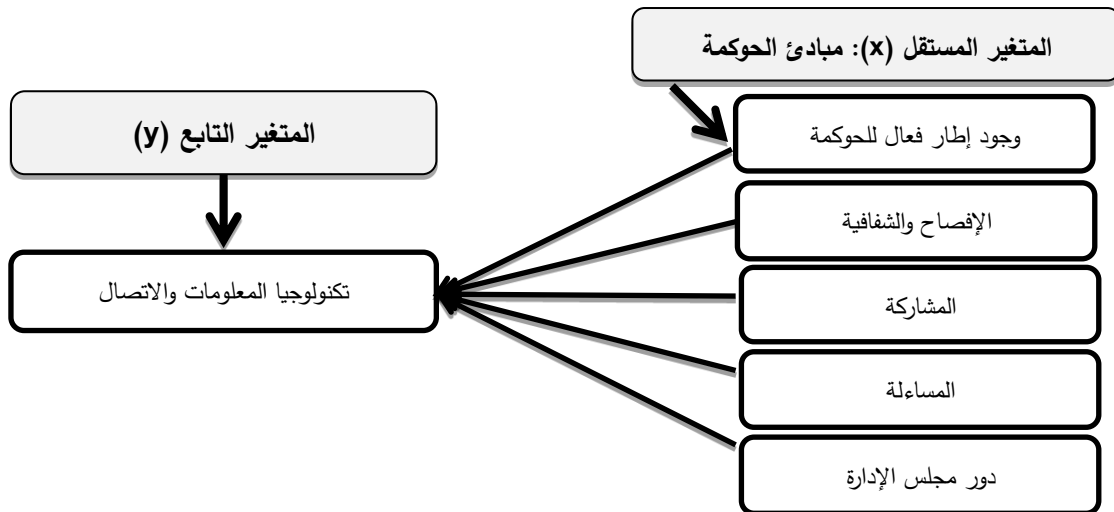 المتغير المستقل (x): مبادئ الحوكمة
وجود إطار فعال للحوكمة
الإفصاح والشفافية
المشاركة
المساءلة
دور مجلس الإدارة
المتغير التابع (y)
تكنولوجيا المعلومات والاتصال